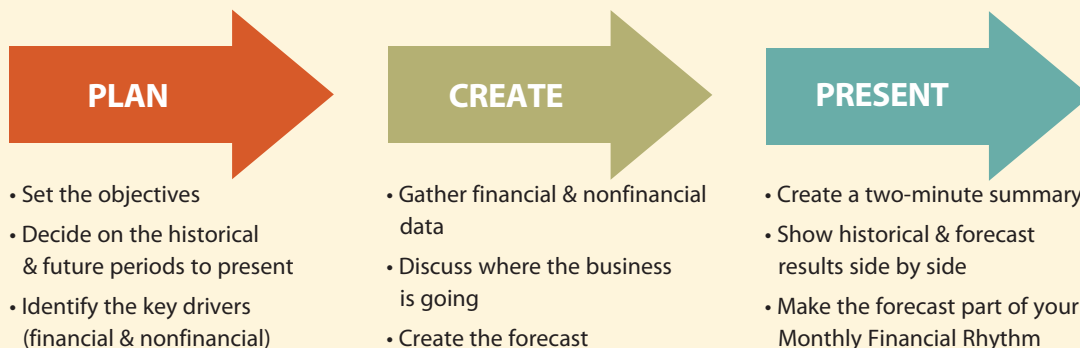 PLAN
• Set the objectives
• Decide on the historical
& future periods to present
• Identify the key drivers
(financial & nonfinancial)
CREATE
• Gather financial & nonfinancial
data
• Discuss where the business
is going
• Create the forecast
PRESENT
• Create a two-minute summary
• Show historical & forecast
results side by side
• Make the forecast part of your
Monthly Financial Rhythm